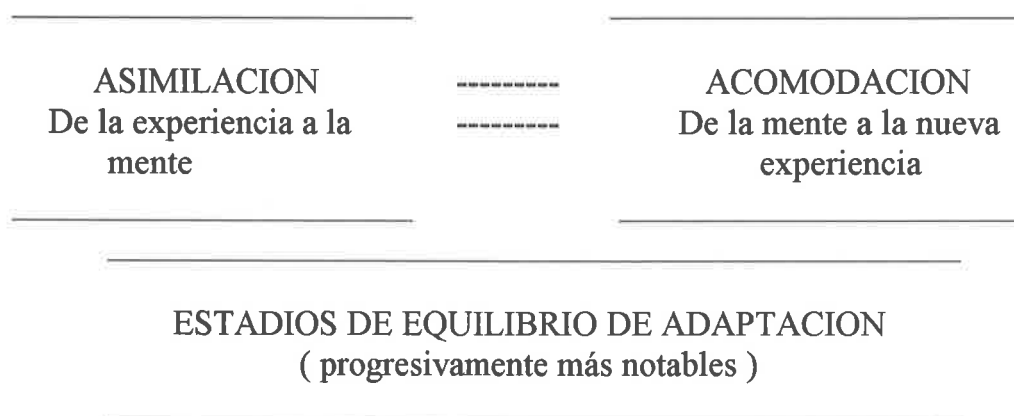 ASIMILACION
De la experiencia a la
mente
ACOMODACION
De la mente a la nueva
experiencia
ESTADIOS DE EQUILIBRIO DE ADAPTACION
( progresivamente más notables )